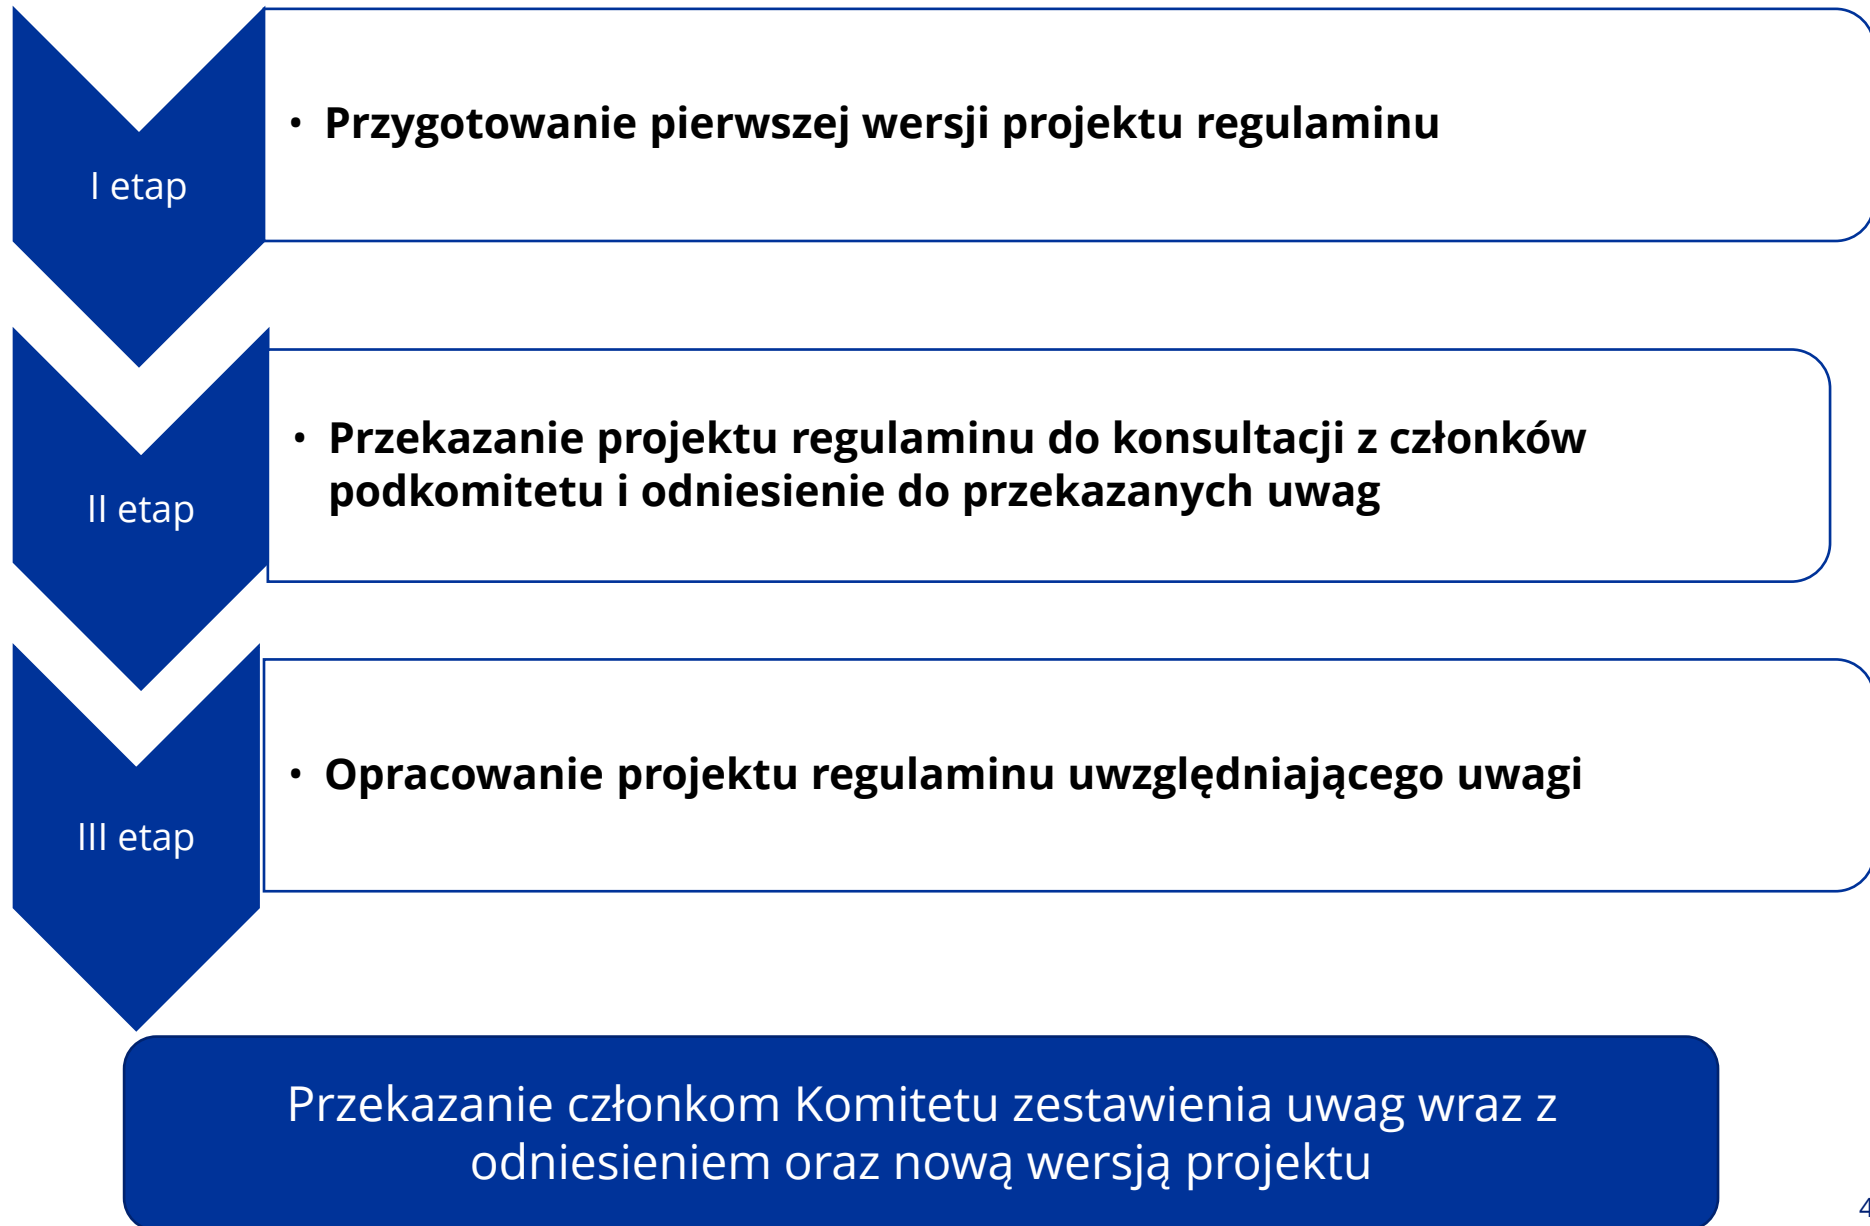 I etap
• Przygotowanie pierwszej wersji projektu regulaminu
II etap
• Przekazanie projektu regulaminu do konsultacji z członków
podkomitetu i odniesienie do przekazanych uwag
III etap
• Opracowanie projektu regulaminu uwzględniającego uwagi
Przekazanie członkom Komitetu zestawienia uwag wraz z
odniesieniem oraz nową wersją projektu
4